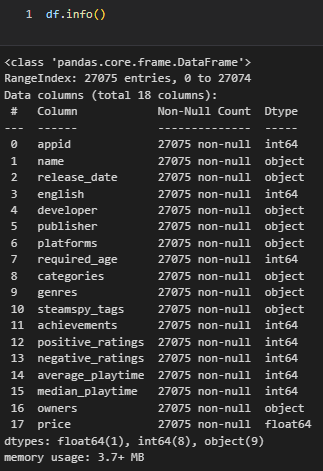 1 df.info()
<class 'pandas.core.frame.DataFrame'>
RangeIndex: 27075 entries, 0 to 27074
Data columns (total 18 columns):
 #   Column            Non-Null Count  Dtype
---  ------            --------------  -----
 0   appid             27075 non-null  int64
 1   name              27075 non-null  object
 2   release_date      27075 non-null  object
 3   english           27075 non-null  int64
 4   developer         27075 non-null  object
 5   publisher         27075 non-null  object
 6   platforms         27075 non-null  object
 7   required_age      27075 non-null  int64
 8   categories        27075 non-null  object
 9   genres            27075 non-null  object
 10  steamspy_tags     27075 non-null  object
 11  achievements      27075 non-null  int64
 12  positive_ratings  27075 non-null  int64
 13  negative_ratings  27075 non-null  int64
 14  average_playtime  27075 non-null  int64
 15  median_playtime   27075 non-null  int64
 16  owners            27075 non-null  object
 17  price             27075 non-null  float64
dtypes: float64(1), int64(8), object(9)
memory usage: 3.7+ MB